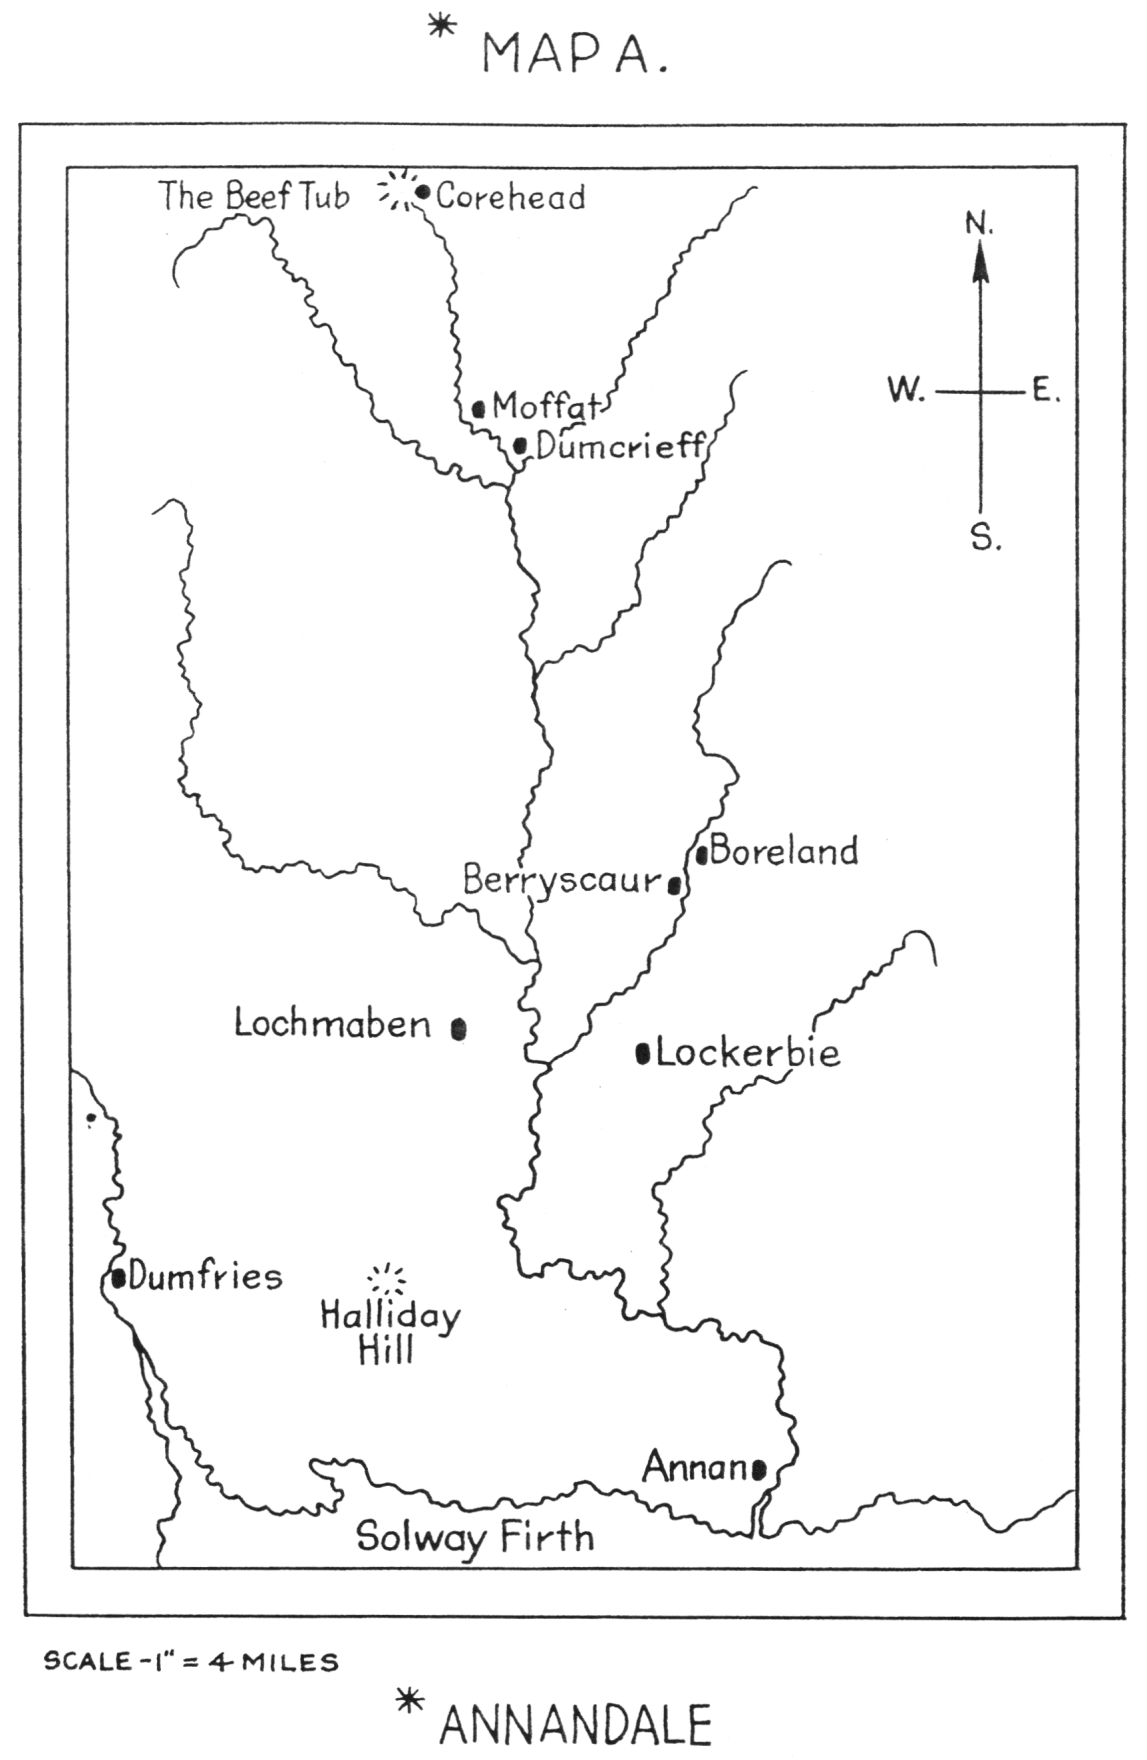 * MAP A.
The Beef Tub
Corehead
N.
W. E.
S.
Moffat
Dumcrieff
Boreland
Berryscaur
Lochmaben
Lockerbie
Dumfries
Halliday
Hill
Annan
Solway Firth
SCALE - 1" = 4 MILES
* ANNANDALE